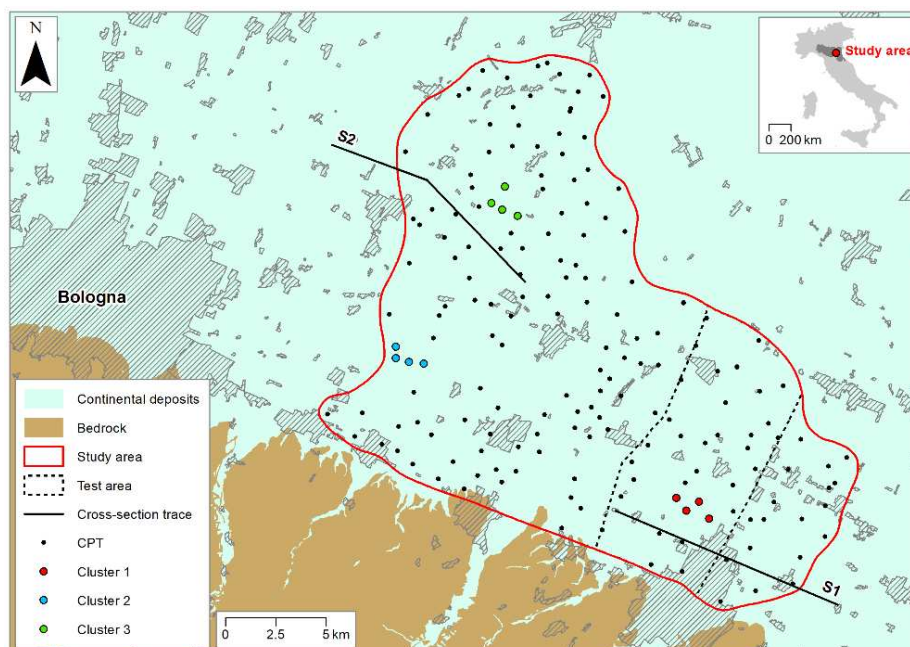 N
Study area
0 200 km
S2
Bologna
Continental deposits
Bedrock
Study area
Test area
Cross-section trace
CPT
Cluster 1
Cluster 2
Cluster 3
0 2.5 5 km
S1